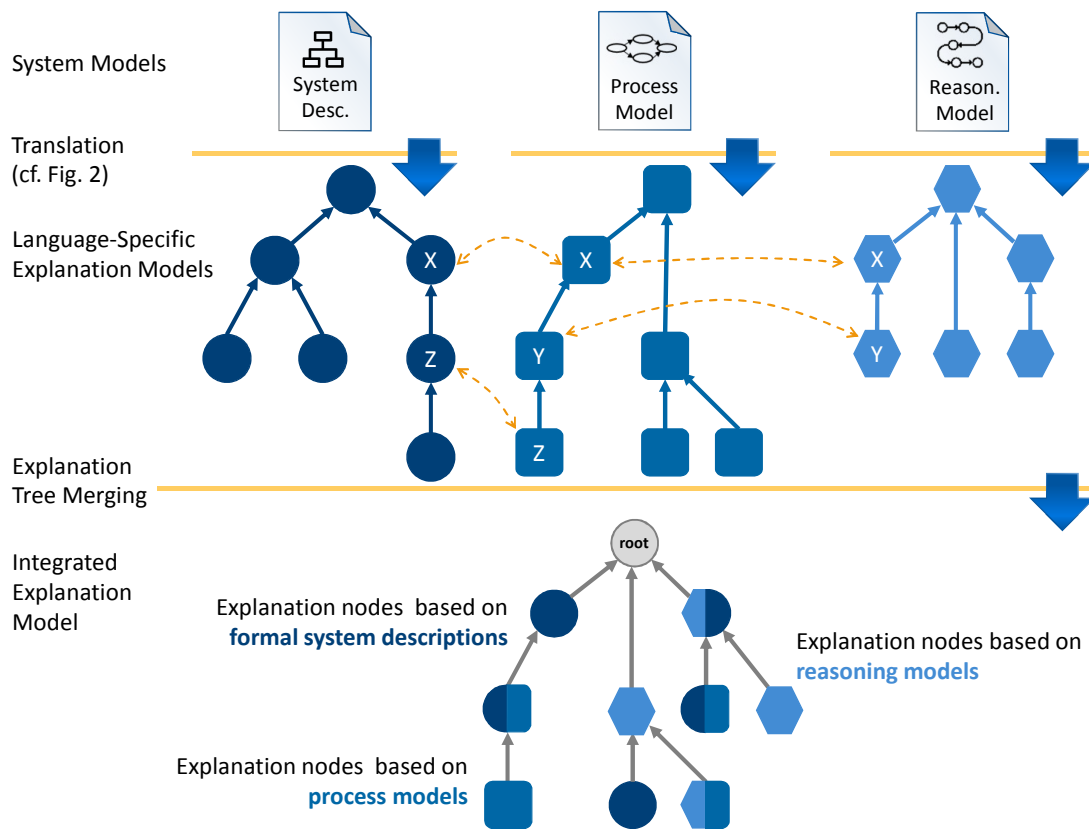 System Models
System
Desc.
Process
Model
Reason.
Model
Translation
(cf. Fig. 2)
Language-Specific
Explanation Models
X
X
X
Z
Y
Y
Z
Explanation
Tree Merging
Integrated
Explanation
Model
root
Explanation nodes based on
formal system descriptions
Explanation nodes based on
reasoning models
Explanation nodes based on
process models